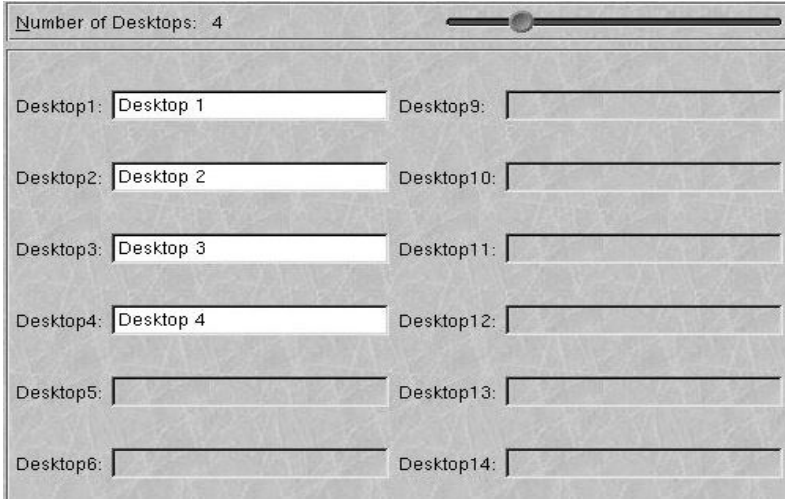 Number of Desktops: 4
Desktop1: Desktop 1
Desktop2: Desktop 2
Desktop3: Desktop 3
Desktop4: Desktop 4
Desktop5:
Desktop6:
Desktop9:
Desktop10:
Desktop11:
Desktop12:
Desktop13:
Desktop14: